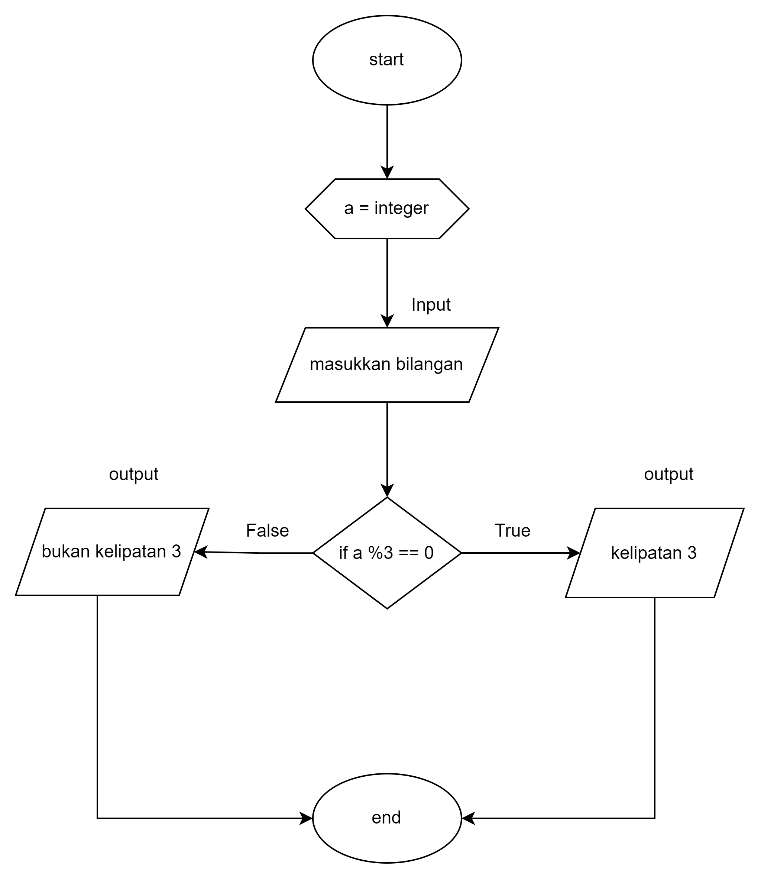 start
a = integer
Input
masukkan bilangan
output
output
bukan kelipatan 3
False
if a %3 == 0
True
kelipatan 3
end